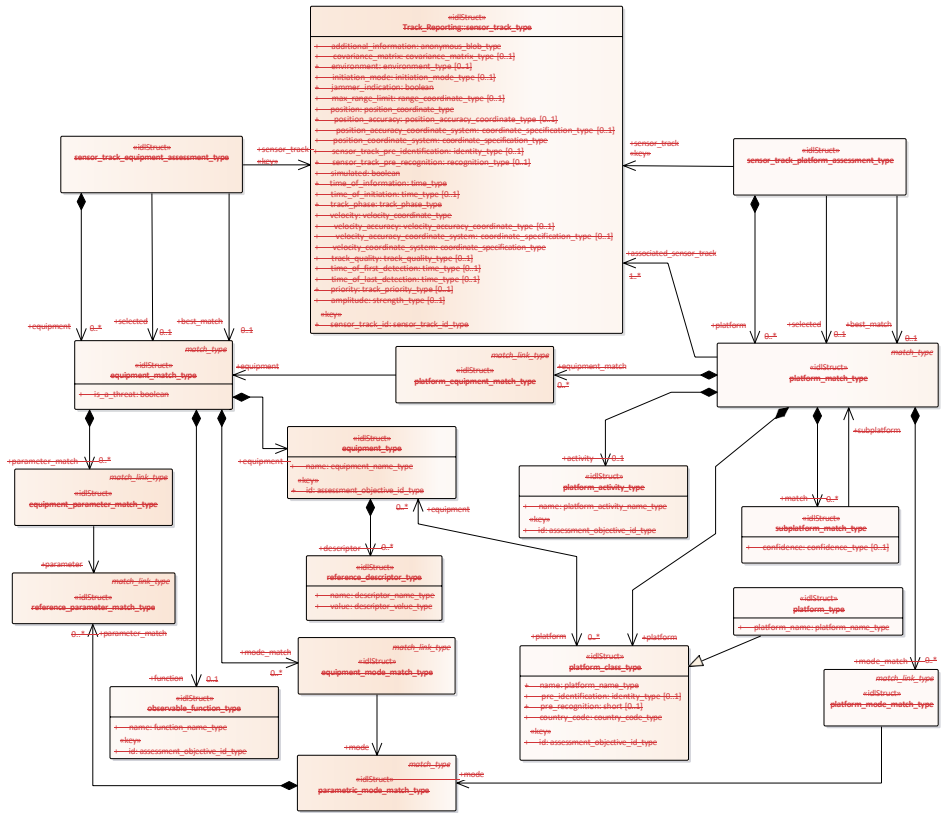 «idlStruct»
Track_Reporting::sensor_track_type
+ additional_information: anonymous_blob_type
+ covariance_matrix: covariance_matrix_type [0..1]
+ environment: environment_type [0..1]
+ initiation_mode: initiation_mode_type [0..1]
+ jammer_indication: boolean
+ max_range_limit: range_coordinate_type [0..1]
+ position: position_coordinate_type
+ position_accuracy: position_accuracy_coordinate_type [0..1]
+ position_accuracy_coordinate_system: coordinate_specification_type [0..1]
+ position_coordinate_system: coordinate_specification_type
+ sensor_track_pre_identification: identity_type [0..1]
+ sensor_track_pre_recognition: recognition_type [0..1]
+ simulated: boolean
+ time_of_information: time_type
+ time_of_initiation: time_type [0..1]
+ track_phase: track_phase_type
+ velocity: velocity_coordinate_type
+ velocity_accuracy: velocity_accuracy_coordinate_type [0..1]
+ velocity_accuracy_coordinate_system: coordinate_specification_type [0..1]
+ velocity_coordinate_system: coordinate_specification_type
+ track_quality: track_quality_type [0..1]
+ time_of_first_detection: time_type [0..1]
+ time_of_last_detection: time_type [0..1]
+ priority: track_priority_type [0..1]
+ amplitude: strength_type [0..1]
«key»
+ sensor_track_id: sensor_track_id_type
«idlStruct»
sensor_track_equipment_assessment_type
+sensor_track
«key»
+sensor_track
«key»
«idlStruct»
sensor_track_platform_assessment_type
+associated_sensor_track
1..*
+equipment 0..*
+selected 0..1
+best_match 0..1
+platform 0..*
+selected 0..1
+best_match 0..1
match_type
«idlStruct»
equipment_match_type
+ is_a_threat: boolean
+equipment
match_link_type
«idlStruct»
platform_equipment_match_type
+equipment_match
0..*
match_type
«idlStruct»
platform_match_type
+parameter_match 0..*
+equipment
«idlStruct»
equipment_type
+ name: equipment_name_type
«key»
+ id: assessment_objective_id_type
0..* +equipment
+activity 0..1
«idlStruct»
platform_activity_type
+ name: platform_activity_name_type
«key»
+ id: assessment_objective_id_type
+subplatform
+match 0..*
«idlStruct»
subplatform_match_type
+ confidence: confidence_type [0..1]
match_link_type
«idlStruct»
equipment_parameter_match_type
+parameter
match_link_type
«idlStruct»
reference_parameter_match_type
0..* +parameter_match
+descriptor 0..*
«idlStruct»
reference_descriptor_type
+ name: descriptor_name_type
+ value: descriptor_value_type
«idlStruct»
platform_type
+ platform_name: platform_name_type
+platform 0..*
+platform
«idlStruct»
platform_class_type
+ name: platform_name_type
+ pre_identification: identity_type [0..1]
+ pre_recognition: short [0..1]
+ country_code: country_code_type
«key»
+ id: assessment_objective_id_type
+mode_match
0..*
match_link_type
«idlStruct»
equipment_mode_match_type
+function 0..1
«idlStruct»
observable_function_type
+ name: function_name_type
«key»
+ id: assessment_objective_id_type
+mode_match 0..*
match_link_type
«idlStruct»
platform_mode_match_type
+mode
match_type
«idlStruct»
parametric_mode_match_type
+mode